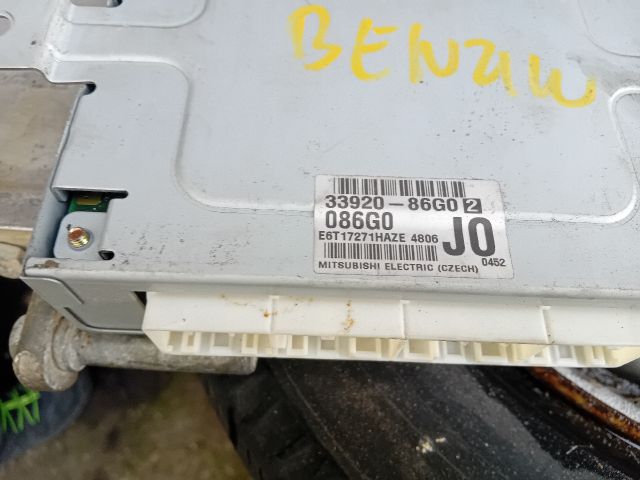 BENZIN
33920-86G0 2
086G0
E6T17271HAZE 4806
J0
0452
MITSUBISHI ELECTRIC (CZECH)